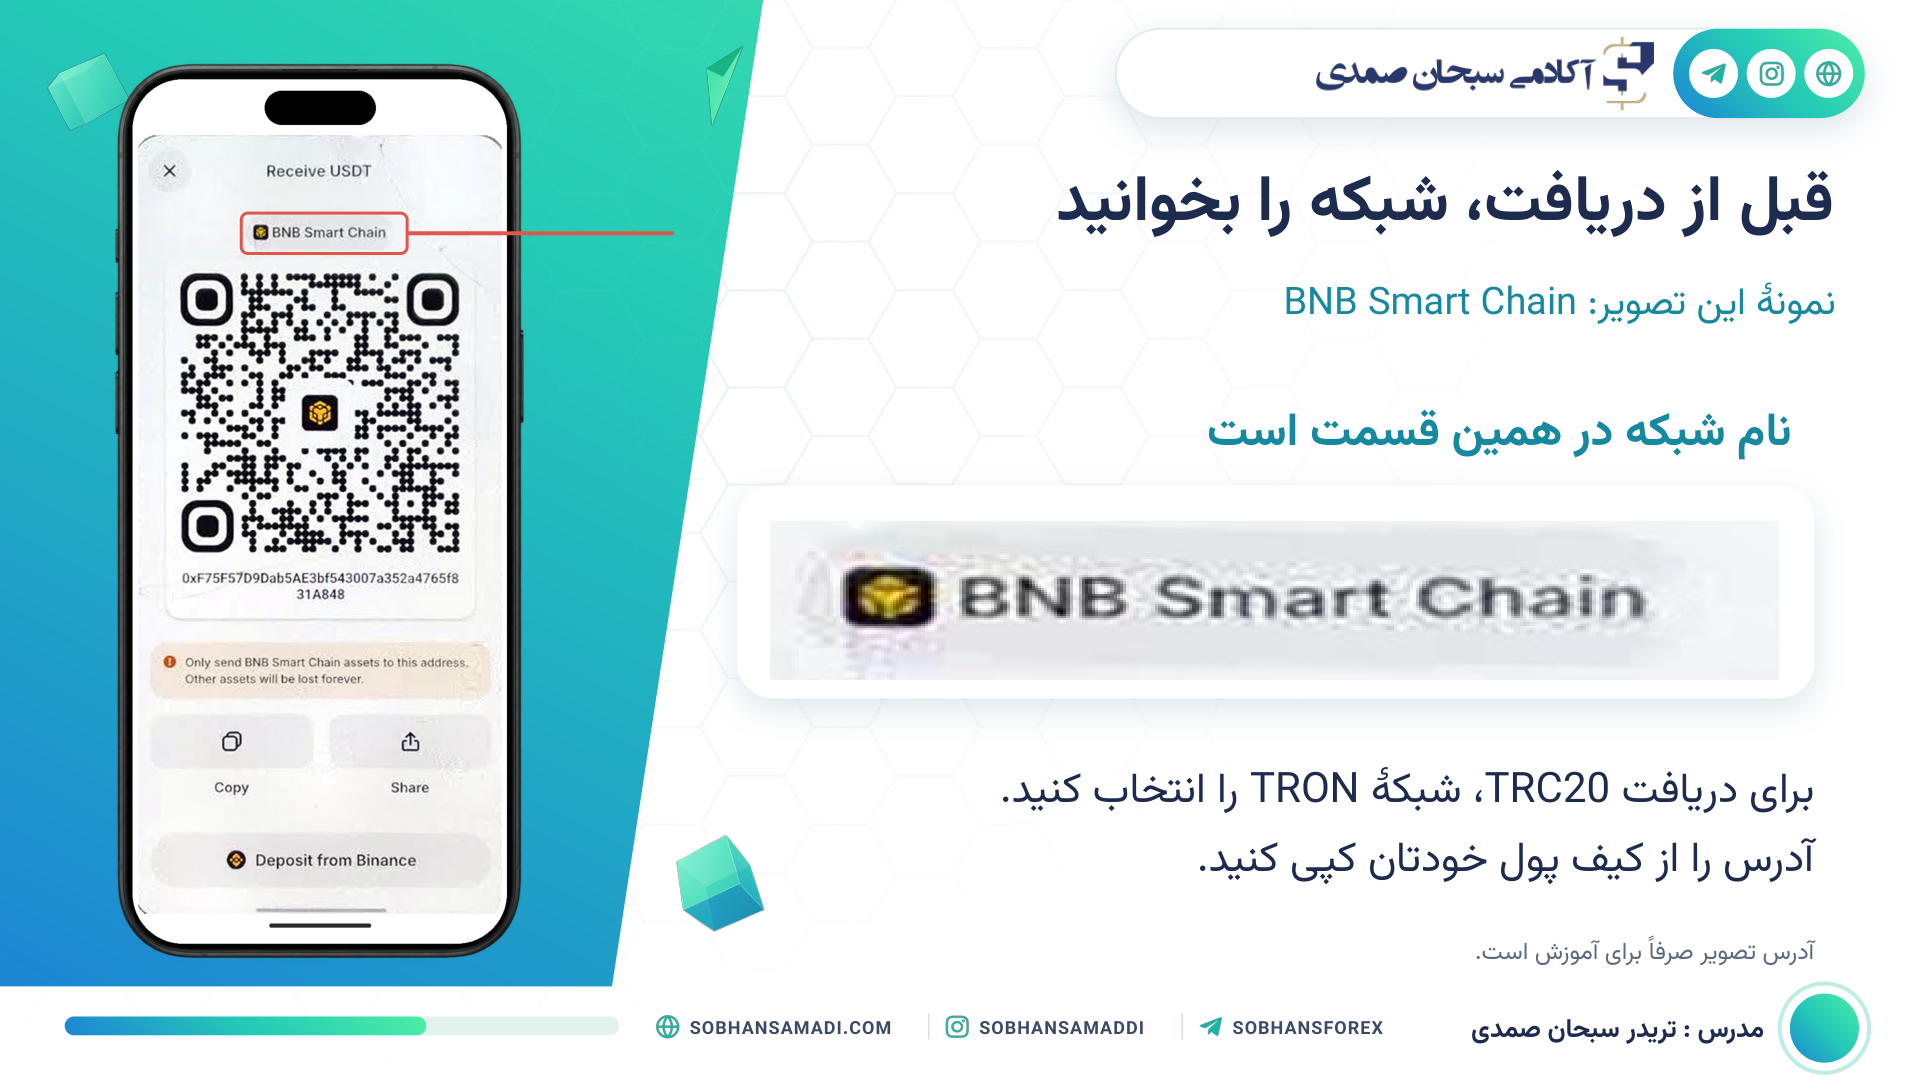 آکادمی سبحان صمدی
قبل از دریافت، شبکه را بخوانید
نمونهٔ این تصویر: BNB Smart Chain
نام شبکه در همین قسمت است
BNB Smart Chain
برای دریافت TRC20، شبکهٔ TRON را انتخاب کنید.
آدرس را از کیف پول خودتان کپی کنید.
آدرس تصویر صرفاً برای آموزش است.
Receive USDT
BNB Smart Chain
0xF75F57D9Dab5AE3bf543007a352a4765f8
31A848
Only send BNB Smart Chain assets to this address.
Other assets will be lost forever.
Copy
Share
Deposit from Binance
مدرس : تریدر سبحان صمدی
SOBHANSAMADI.COM
SOBHANSAMADDI
SOBHANSFOREX